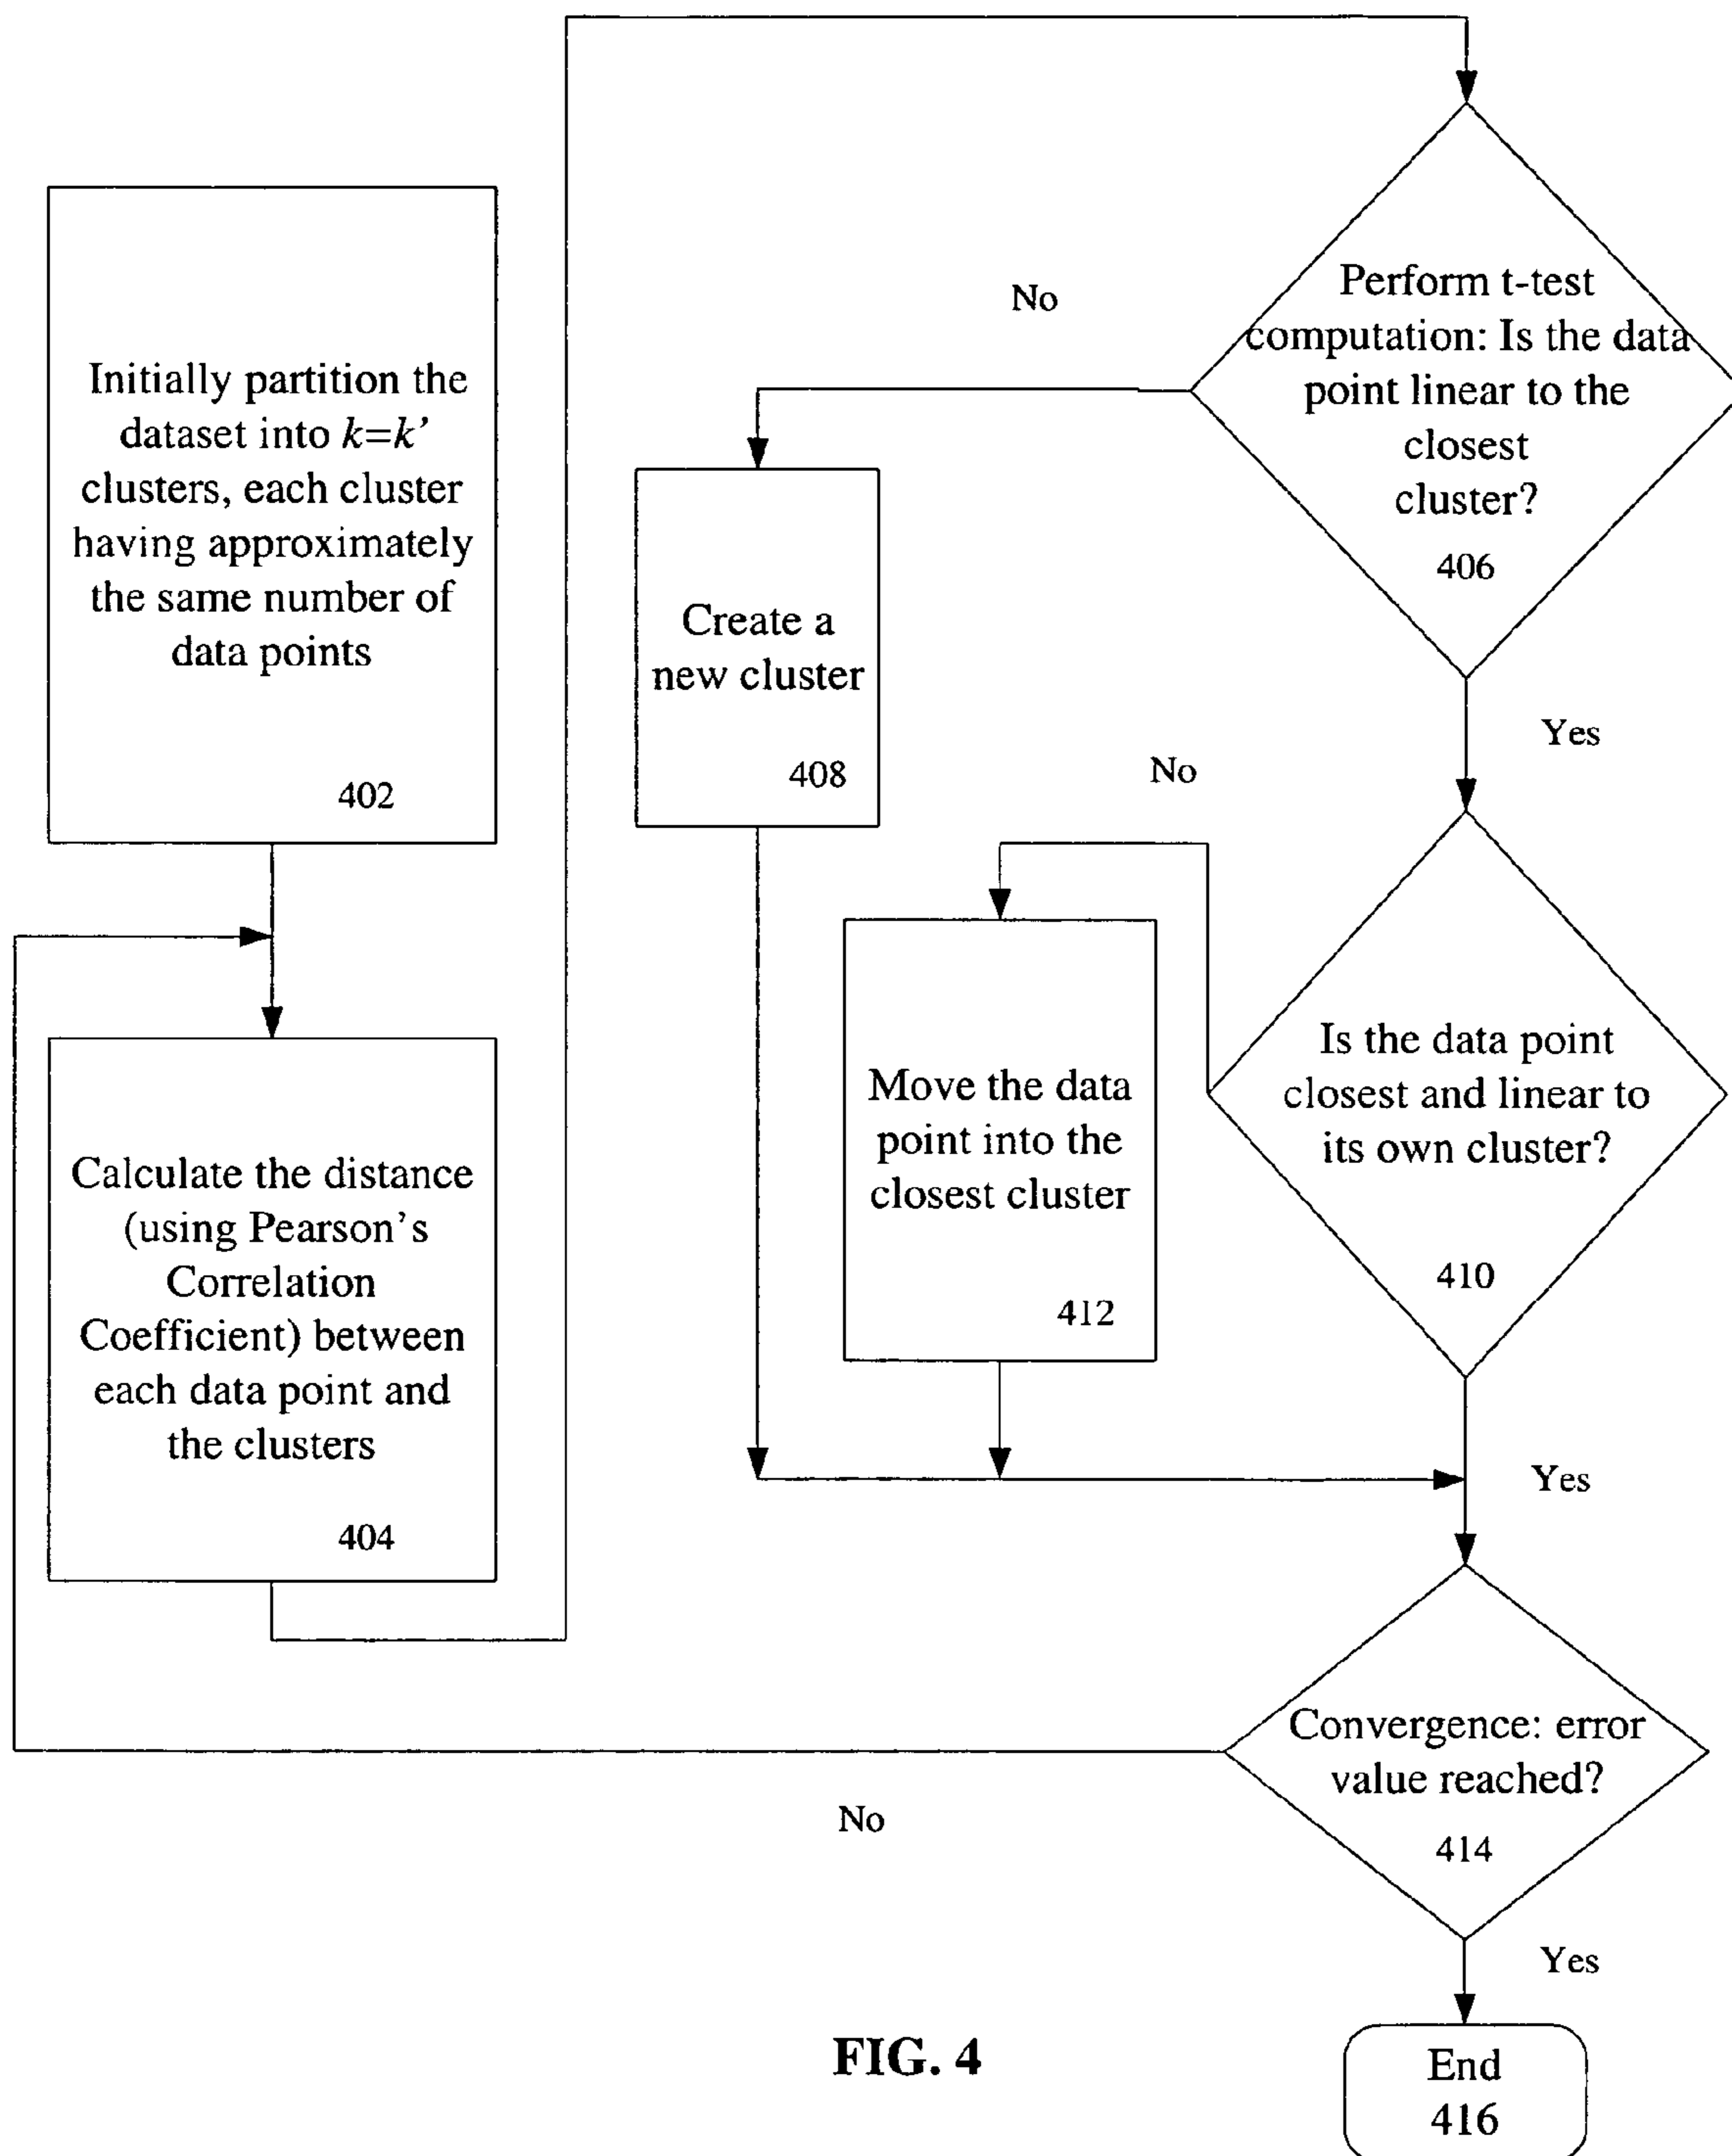 Initially partition the
dataset into k=k’
clusters, each cluster
having approximately
the same number of
data points
402
Calculate the distance
(using Pearson’s
Correlation
Coefficient) between
each data point and
the clusters
404
Perform t-test
computation: Is the data
point linear to the
closest
cluster?
406
No
Create a
new cluster
408
Yes
No
Is the data point
closest and linear to
its own cluster?
410
Move the data
point into the
closest cluster
412
Yes
Convergence: error
value reached?
414
No
Yes
End
416
FIG. 4